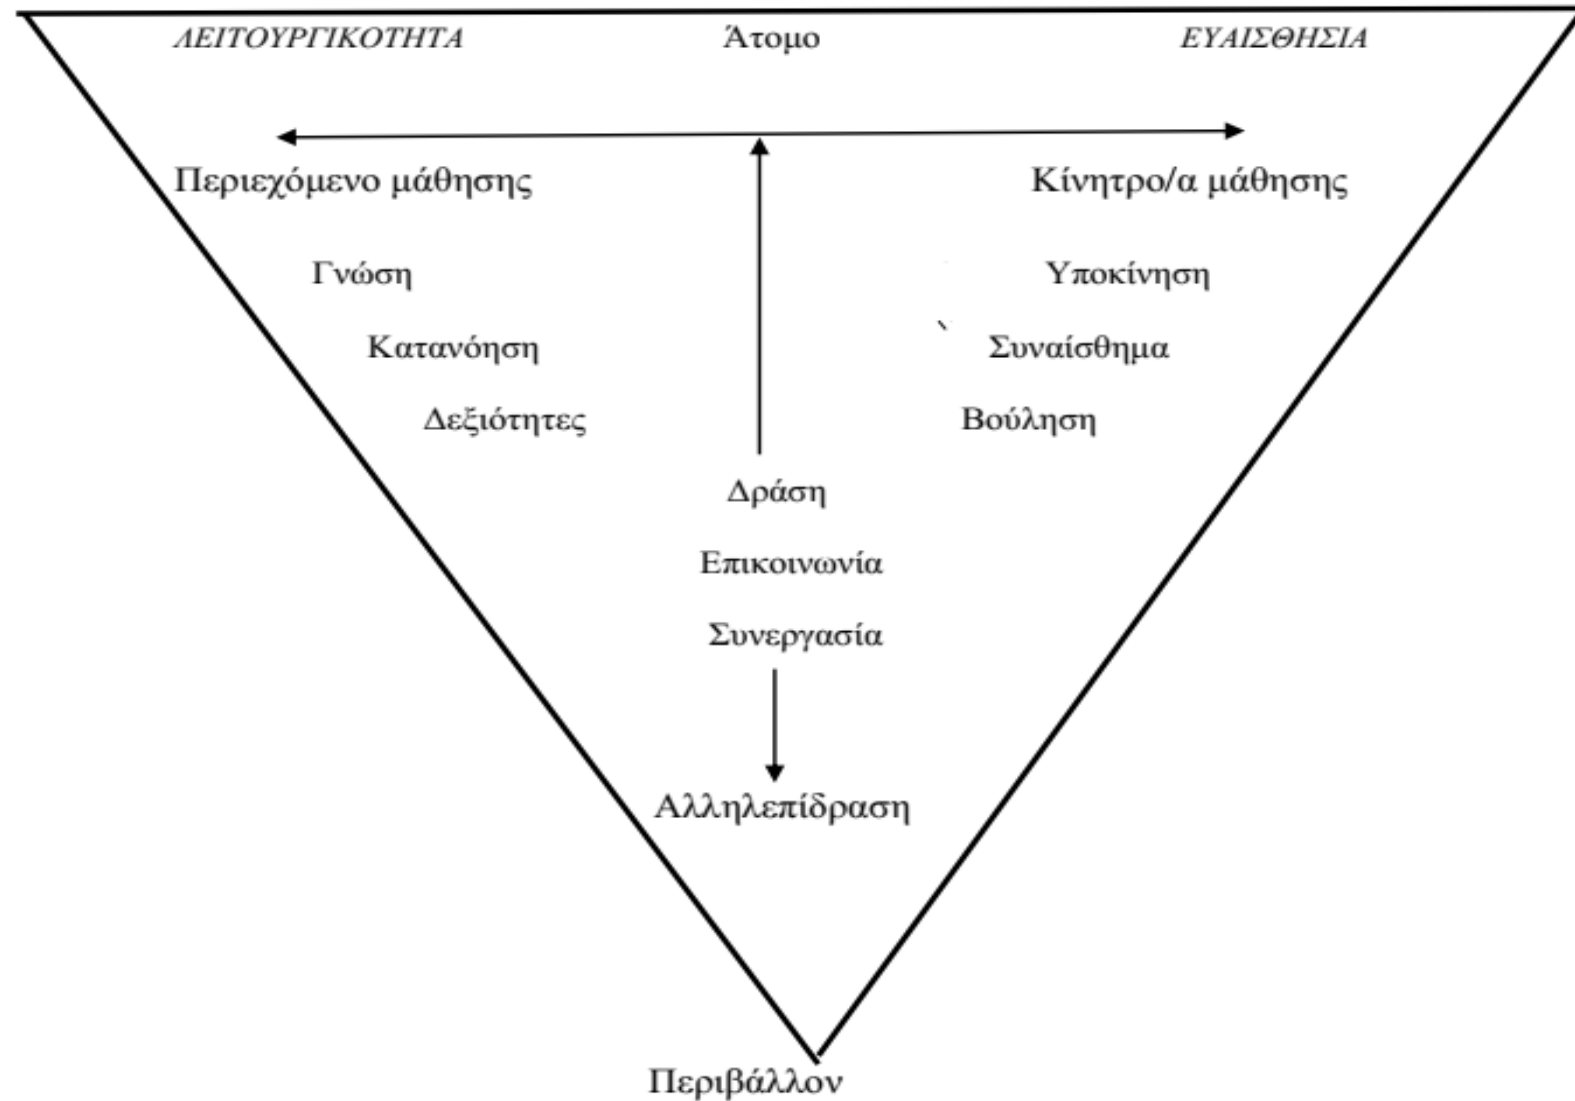 ΛΕΙΤΟΥΡΓΙΚΟΤΗΤΑ Άτομο ΕΥΑΙΣΘΗΣΙΑ
Περιεχόμενο μάθησης Κίνητρο/α μάθησης
Γνώση Υποκίνηση
Κατανόηση Συναίσθημα
Δεξιότητες Βούληση
Δράση
Επικοινωνία
Συνεργασία
Αλληλεπίδραση
Περιβάλλον